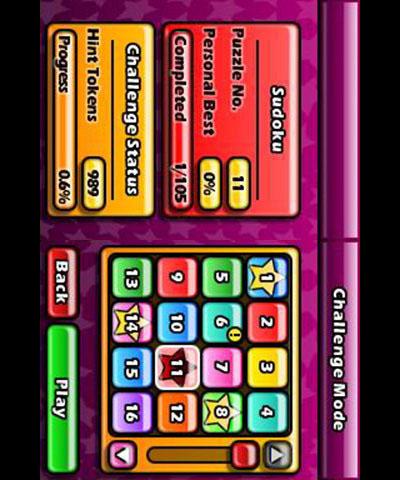 Challenge Mode
Sudoku
Puzzle No. 11
Personal Best 0%
Completed 1/105
Challenge Status
Hint Tokens 989
Progress 0.6%
1 2 3 4
5 6 7 8
9 10 11 12
13 14 15 16
Back
Play